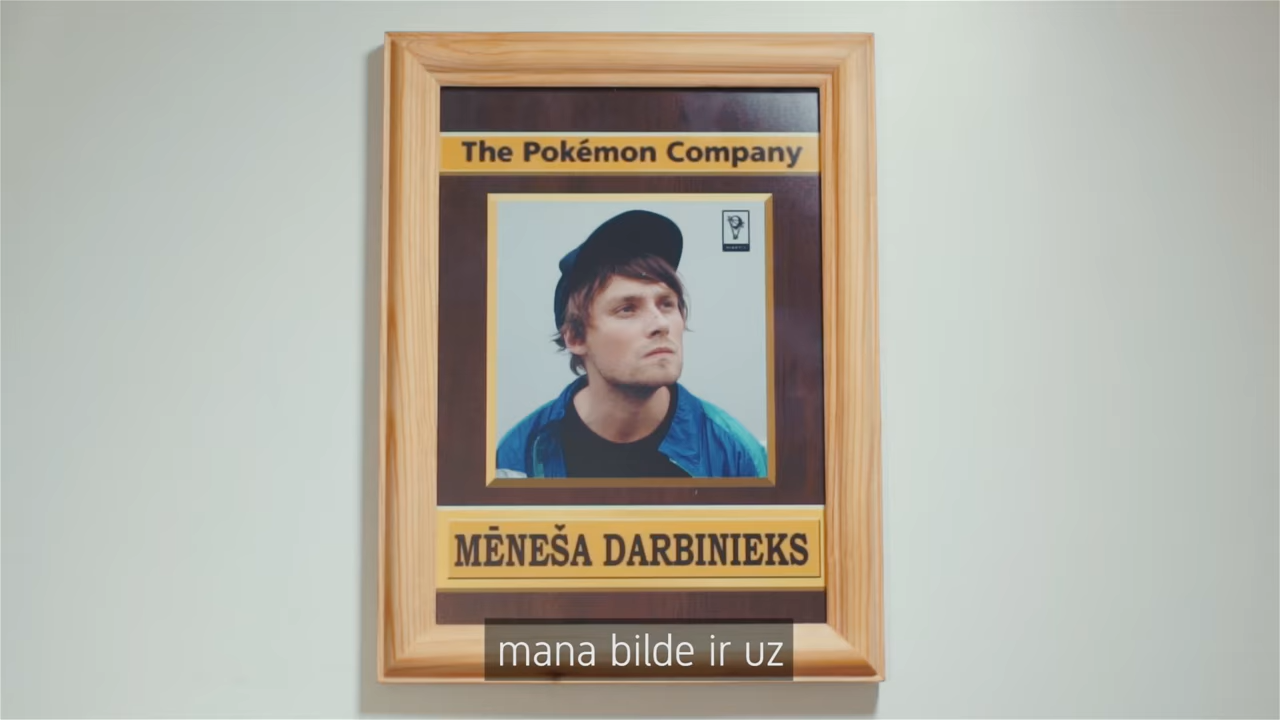 The Pokémon Company
MĒNEŠA DARBINIEKS
mana bilde ir uz